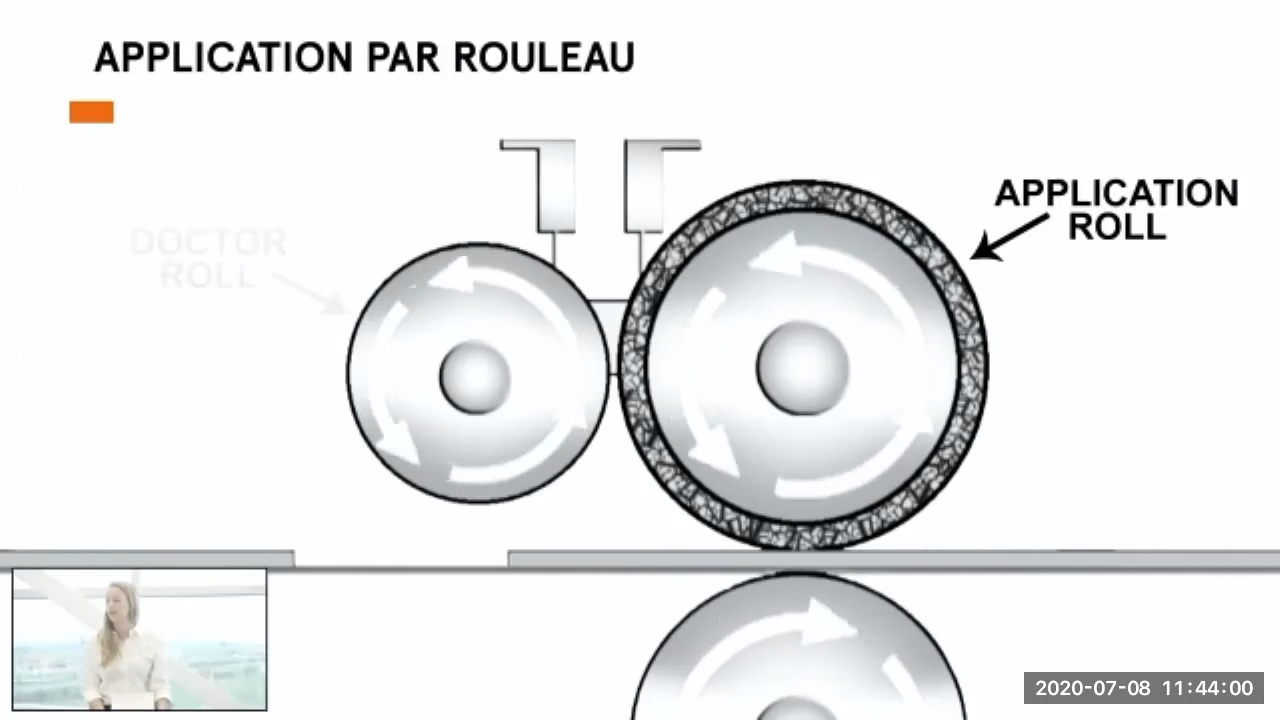 APPLICATION PAR ROULEAU
APPLICATION
ROLL
DOCTOR
ROLL
2020-07-08 11:44:00